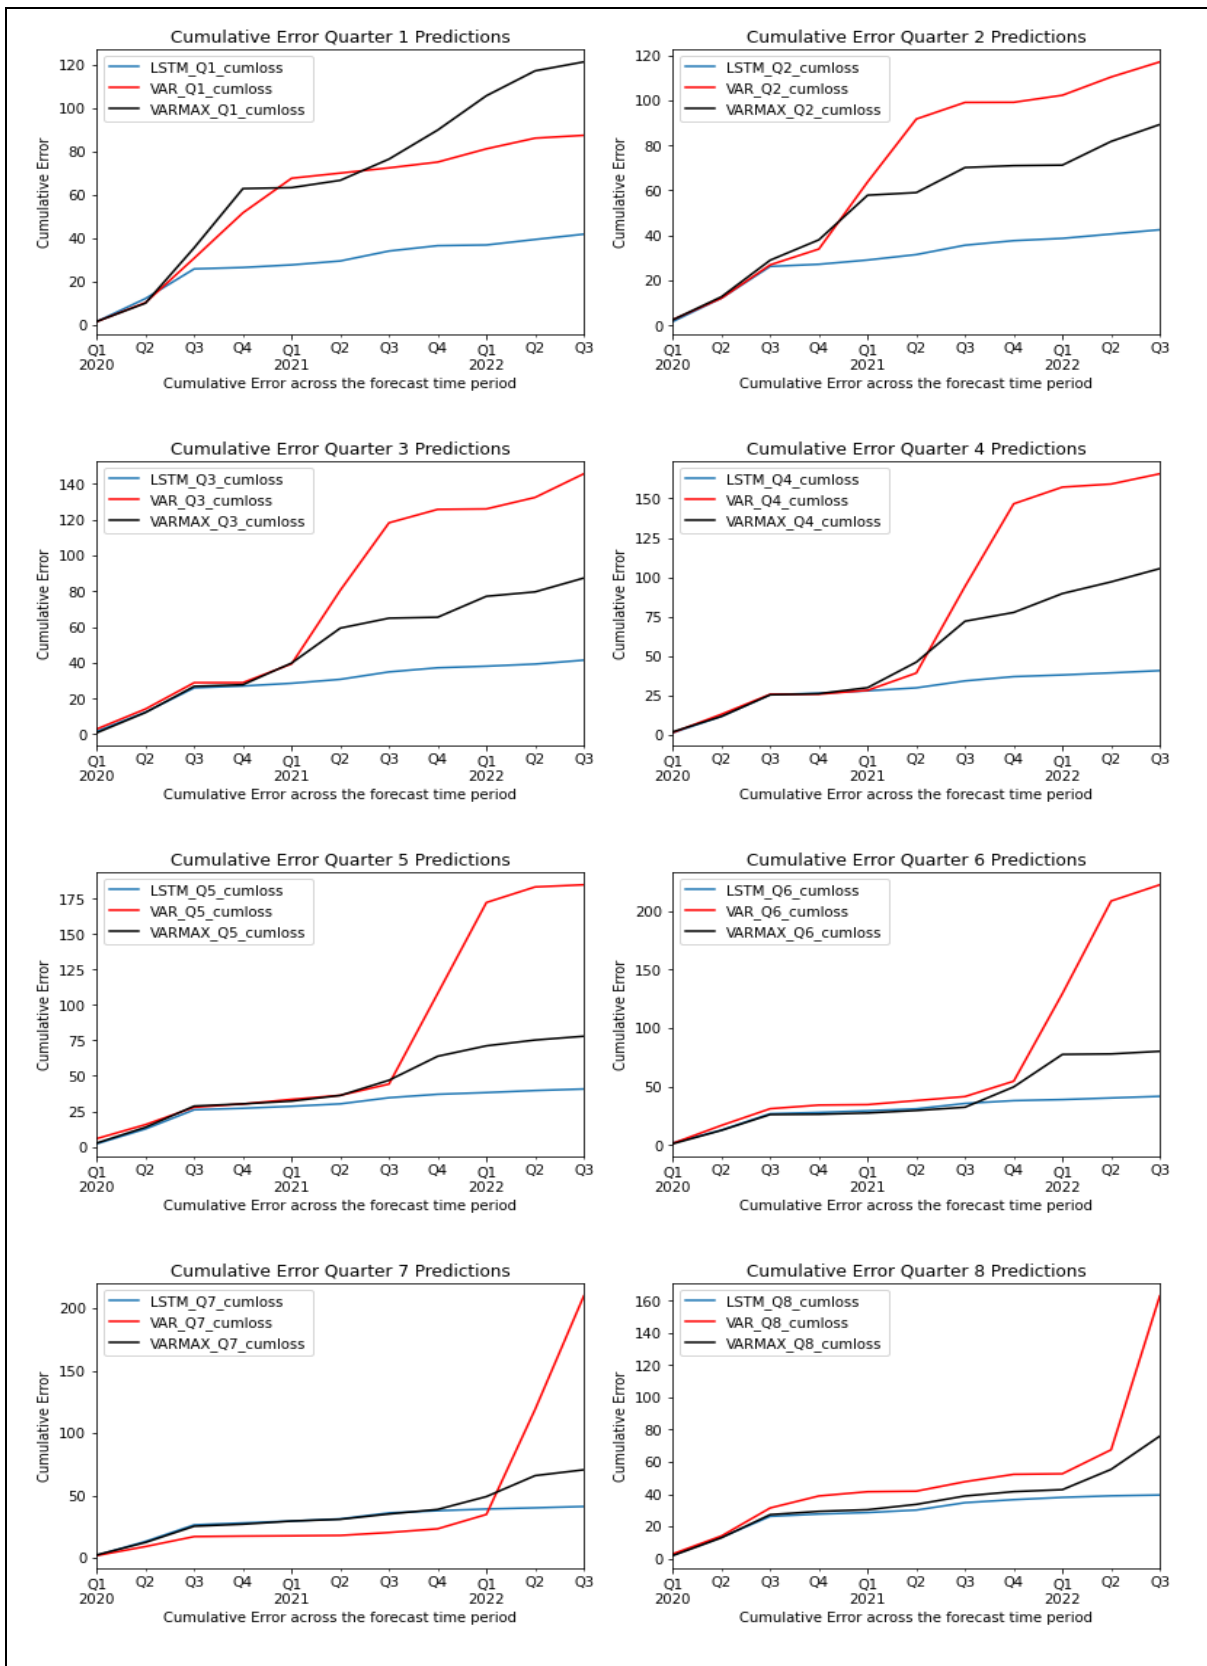 Cumulative Error Quarter 1 Predictions
LSTM_Q1_cumloss
VAR_Q1_cumloss
VARMAX_Q1_cumloss
120
100
80
60
40
20
0
Cumulative Error
Q1 Q2 Q3 Q4 Q1 Q2 Q3 Q4 Q1 Q2 Q3
2020 2021 2022
Cumulative Error across the forecast time period
Cumulative Error Quarter 2 Predictions
LSTM_Q2_cumloss
VAR_Q2_cumloss
VARMAX_Q2_cumloss
120
100
80
60
40
20
0
Cumulative Error
Q1 Q2 Q3 Q4 Q1 Q2 Q3 Q4 Q1 Q2 Q3
2020 2021 2022
Cumulative Error across the forecast time period
Cumulative Error Quarter 3 Predictions
LSTM_Q3_cumloss
VAR_Q3_cumloss
VARMAX_Q3_cumloss
140
120
100
80
60
40
20
0
Cumulative Error
Q1 Q2 Q3 Q4 Q1 Q2 Q3 Q4 Q1 Q2 Q3
2020 2021 2022
Cumulative Error across the forecast time period
Cumulative Error Quarter 4 Predictions
LSTM_Q4_cumloss
VAR_Q4_cumloss
VARMAX_Q4_cumloss
150
125
100
75
50
25
0
Cumulative Error
Q1 Q2 Q3 Q4 Q1 Q2 Q3 Q4 Q1 Q2 Q3
2020 2021 2022
Cumulative Error across the forecast time period
Cumulative Error Quarter 5 Predictions
LSTM_Q5_cumloss
VAR_Q5_cumloss
VARMAX_Q5_cumloss
175
150
125
100
75
50
25
0
Cumulative Error
Q1 Q2 Q3 Q4 Q1 Q2 Q3 Q4 Q1 Q2 Q3
2020 2021 2022
Cumulative Error across the forecast time period
Cumulative Error Quarter 6 Predictions
LSTM_Q6_cumloss
VAR_Q6_cumloss
VARMAX_Q6_cumloss
200
150
100
50
0
Cumulative Error
Q1 Q2 Q3 Q4 Q1 Q2 Q3 Q4 Q1 Q2 Q3
2020 2021 2022
Cumulative Error across the forecast time period
Cumulative Error Quarter 7 Predictions
LSTM_Q7_cumloss
VAR_Q7_cumloss
VARMAX_Q7_cumloss
200
150
100
50
0
Cumulative Error
Q1 Q2 Q3 Q4 Q1 Q2 Q3 Q4 Q1 Q2 Q3
2020 2021 2022
Cumulative Error across the forecast time period
Cumulative Error Quarter 8 Predictions
LSTM_Q8_cumloss
VAR_Q8_cumloss
VARMAX_Q8_cumloss
160
140
120
100
80
60
40
20
0
Cumulative Error
Q1 Q2 Q3 Q4 Q1 Q2 Q3 Q4 Q1 Q2 Q3
2020 2021 2022
Cumulative Error across the forecast time period